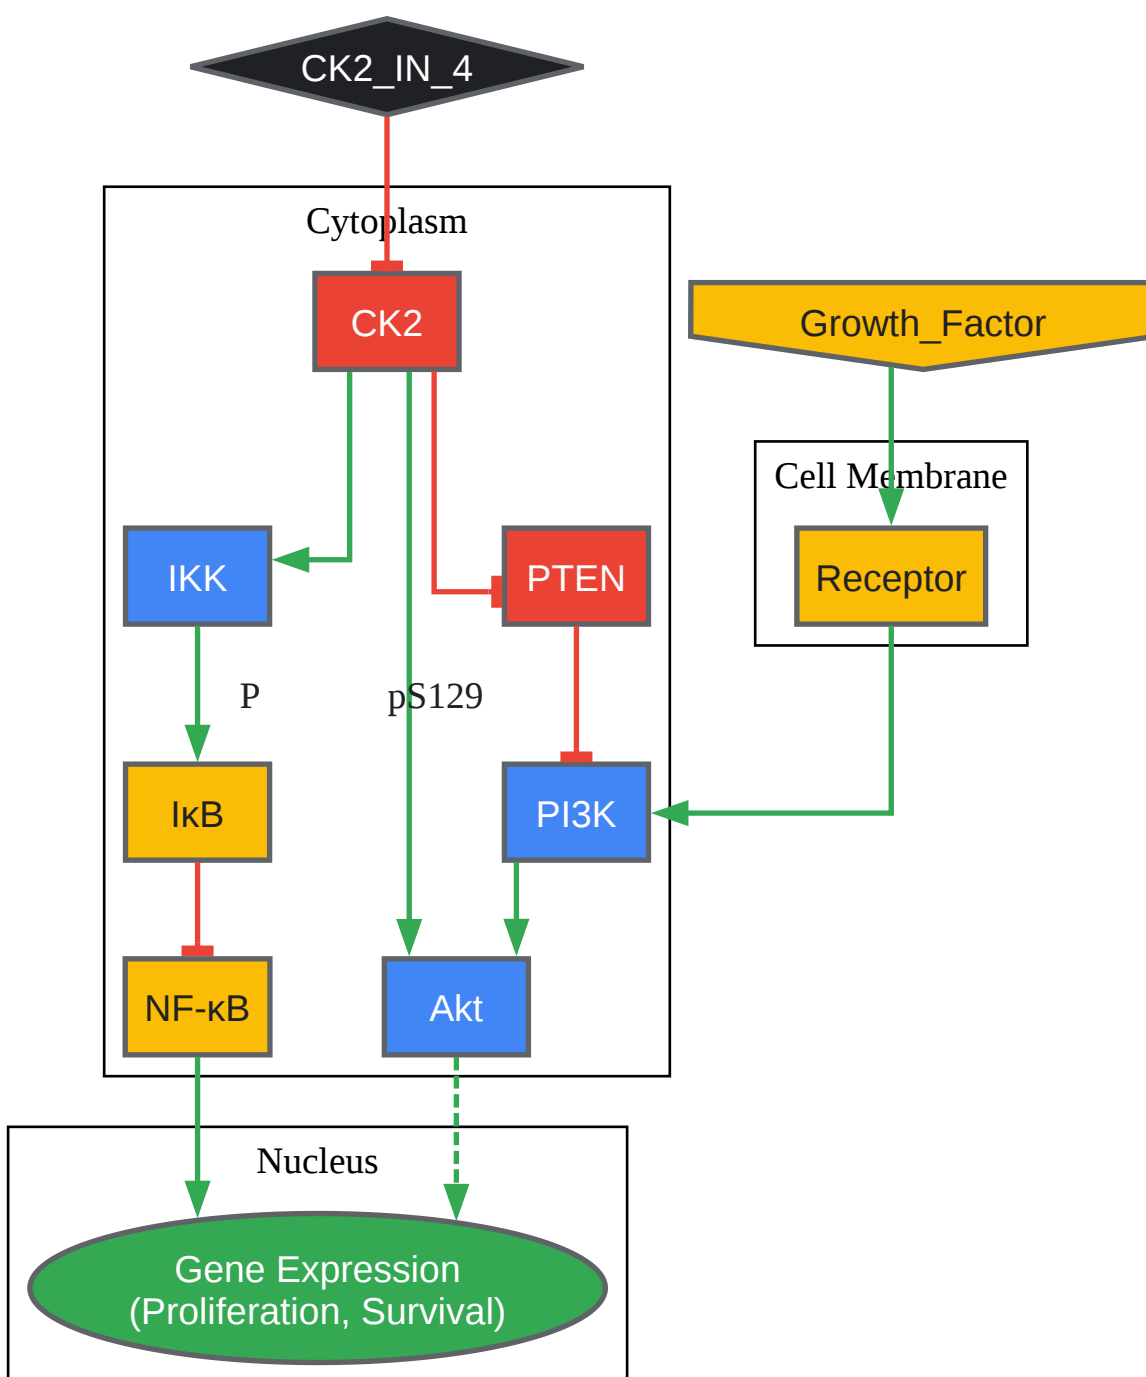 CK2_IN_4
Cytoplasm
CK2
Growth_Factor
Cell Membrane
IKK
PTEN
Receptor
P
pS129
IκB
PI3K
NF-κB
Akt
Nucleus
Gene Expression
(Proliferation, Survival)